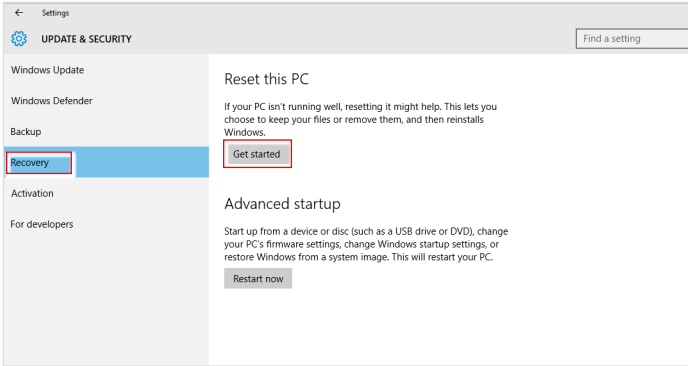 Settings
UPDATE & SECURITY
Find a setting
Windows Update
Windows Defender
Backup
Recovery
Activation
For developers
Reset this PC
If your PC isn't running well, resetting it might help. This lets you
choose to keep your files or remove them, and then reinstalls
Windows.
Get started
Advanced startup
Start up from a device or disc (such as a USB drive or DVD), change
your PC's firmware settings, change Windows startup settings, or
restore Windows from a system image. This will restart your PC.
Restart now